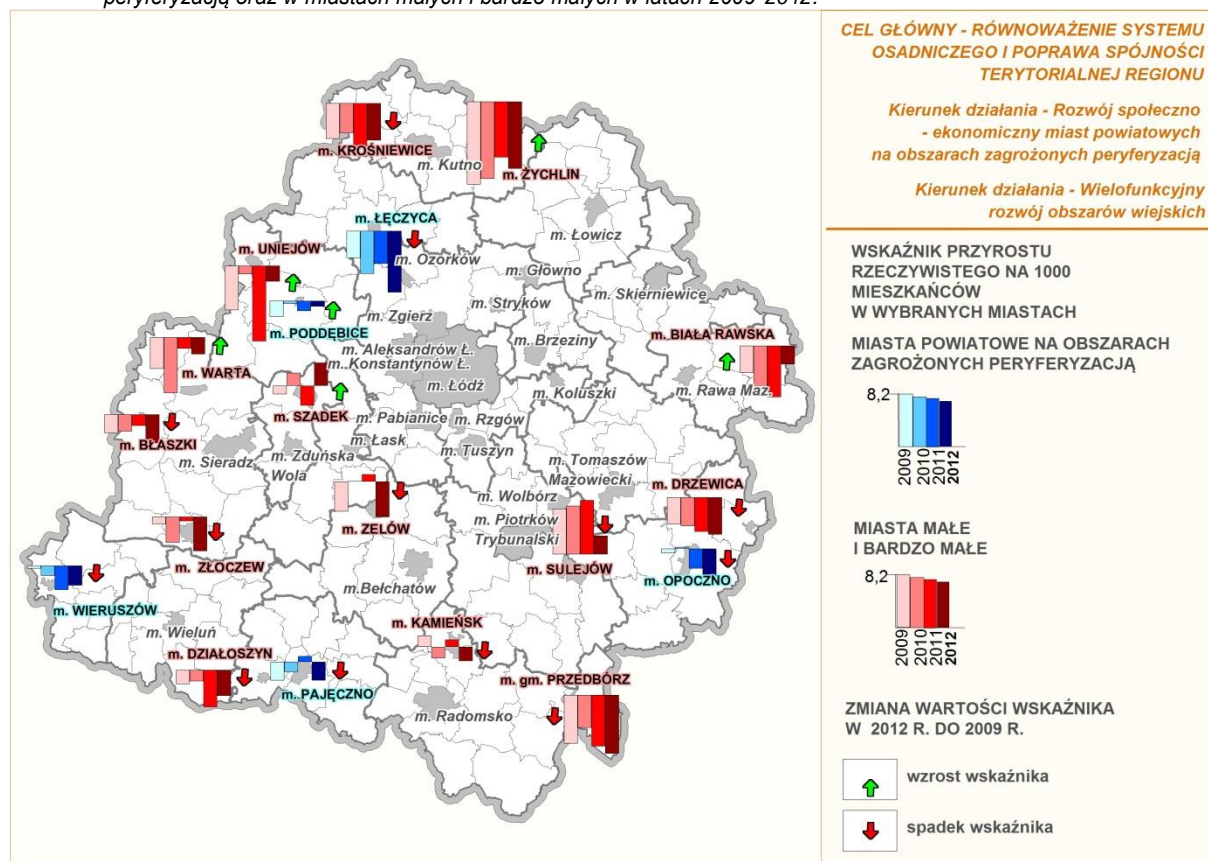 peryferyzacją oraz w miastach małych i bardzo małych w latach 2009-2012.
CEL GŁÓWNY - RÓWNOWAŻENIE SYSTEMU
OSADNICZEGO I POPRAWA SPÓJNOŚCI
TERYTORIALNEJ REGIONU
Kierunek działania - Rozwój społeczno
- ekonomiczny miast powiatowych
na obszarach zagrożonych peryferyzacją
Kierunek działania - Wielofunkcyjny
rozwój obszarów wiejskich
WSKAŹNIK PRZYROSTU
RZECZYWISTEGO NA 1000
MIESZKAŃCÓW
W WYBRANYCH MIASTACH
MIASTA POWIATOWE NA OBSZARACH
ZAGROŻONYCH PERYFERYZACJĄ
8,2
2009
2010
2011
2012
MIASTA MAŁE
I BARDZO MAŁE
8,2
2009
2010
2011
2012
ZMIANA WARTOŚCI WSKAŹNIKA
W 2012 R. DO 2009 R.
wzrost wskaźnika
spadek wskaźnika
m. KROŚNIEWICE
m. Kutno
m. ŻYCHLIN
m. ŁĘCZYCA
m. Łowicz
m. UNIEJÓW
m. Ozorków
m. Głowno
m. Skierniewice
m. Stryków
m. Zgierz
m. PODDĘBICE
m. BIAŁA RAWSKA
m. Brzeziny
m. Aleksandrów Ł.
m. Konstantynów Ł.
m. WARTA
m. Łódź
m. Koluszki
m. Rawa Maz.
m. SZADEK
m. Pabianice
m. Rzgów
m. BŁASZKI
m. Łask
m. Tuszyn
m. Sieradz
m. Zduńska
Wola
m. Tomaszów
Mazowiecki
m. DRZEWICA
m. Wolbórz
m. ZELÓW
m. Piotrków
Trybunalski
m. ZŁOCZEW
m. SULEJÓW
m. OPOCZNO
m. Bełchatów
m. WIERUSZÓW
m. KAMIEŃSK
m. Wieluń
m. DZIAŁOSZYN
m. gm. PRZEDBÓRZ
m. PAJĘCZNO
m. Radomsko